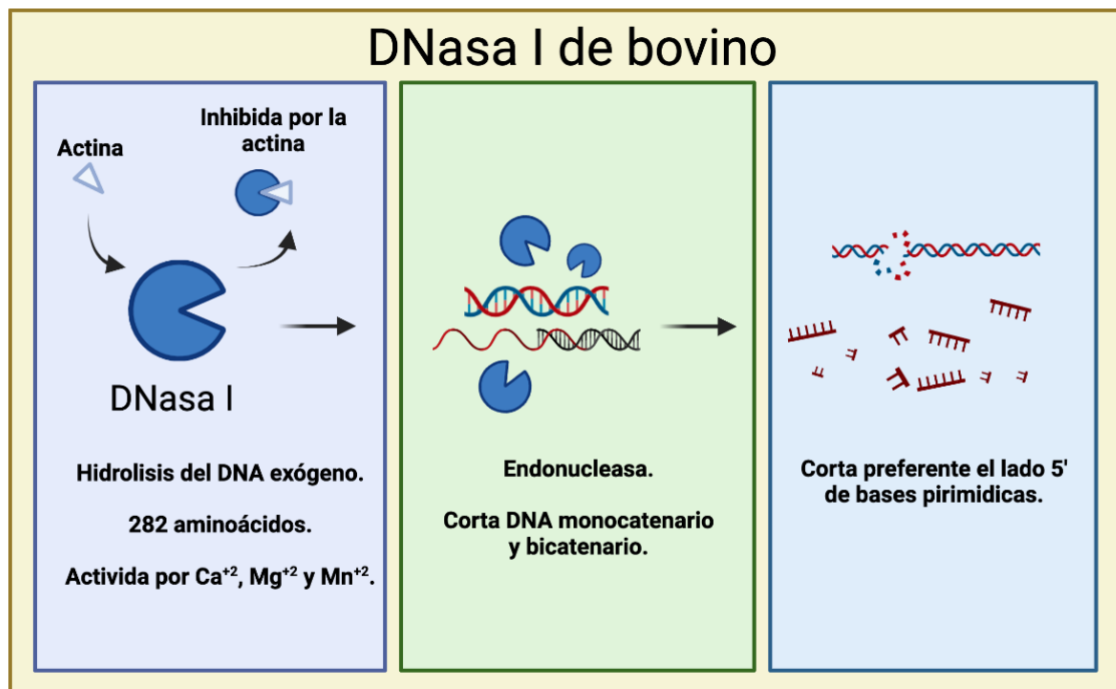 DNasa I de bovino
Actina
Inhibida por la
actina
DNasa I
Hidrolisis del DNA exógeno.
282 aminoácidos.
Activida por Ca⁺², Mg⁺² y Mn⁺².
Endonucleasa.
Corta DNA monocatenario
y bicatenario.
Corta preferente el lado 5'
de bases pirimidicas.